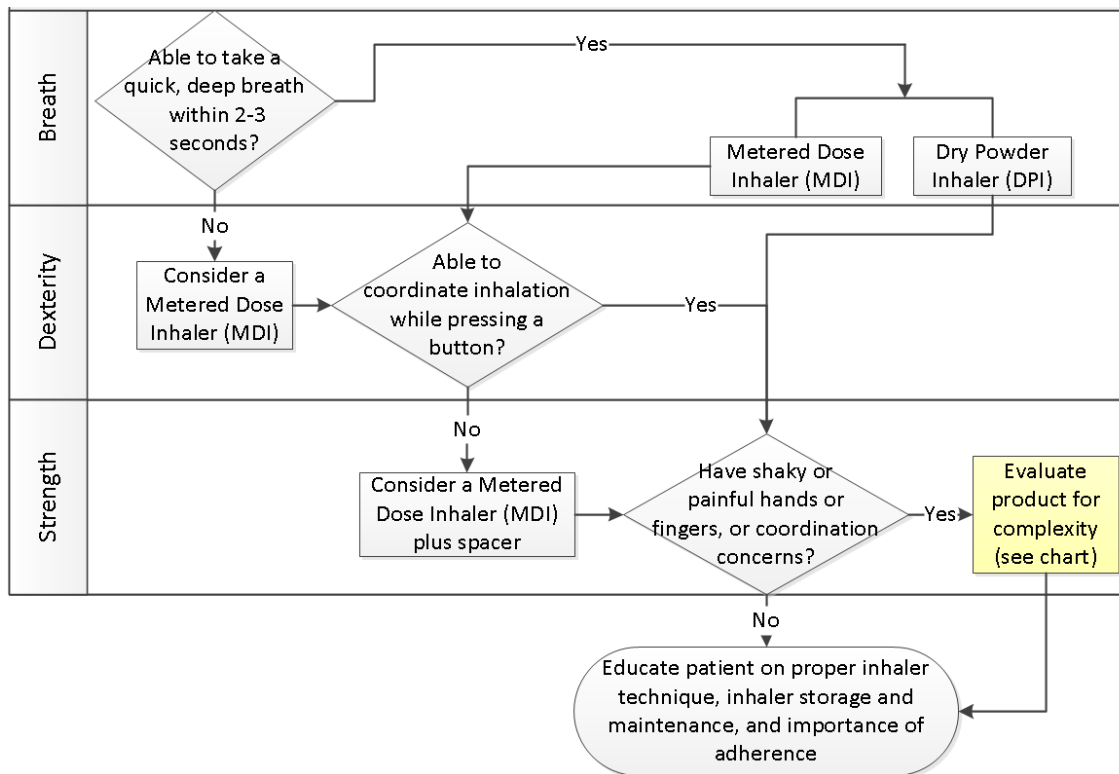 Breath
Able to take a
quick, deep breath
within 2-3
seconds?
Yes
Metered Dose
Inhaler (MDI)
Dry Powder
Inhaler (DPI)
No
Dexterity
Consider a
Metered Dose
Inhaler (MDI)
Able to
coordinate inhalation
while pressing a
button?
Yes
No
Strength
Consider a Metered
Dose Inhaler (MDI)
plus spacer
Have shaky or
painful hands or
fingers, or coordination
concerns?
Yes
Evaluate
product for
complexity
(see chart)
No
Educate patient on proper inhaler
technique, inhaler storage and
maintenance, and importance of
adherence